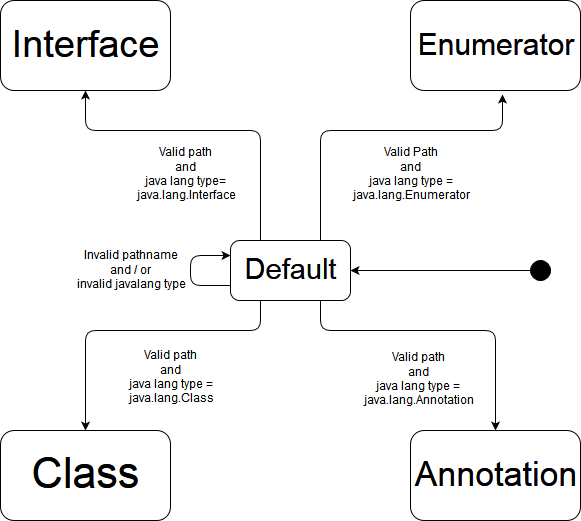 Interface
Enumerator
Valid path
and
java lang type=
java.lang.Interface
Valid Path
and
java lang type =
java.lang.Enumerator
Invalid pathname
and / or
invalid javalang type
Default
Valid path
and
java lang type =
java.lang.Class
Valid path
and
java lang type =
java.lang.Annotation
Class
Annotation